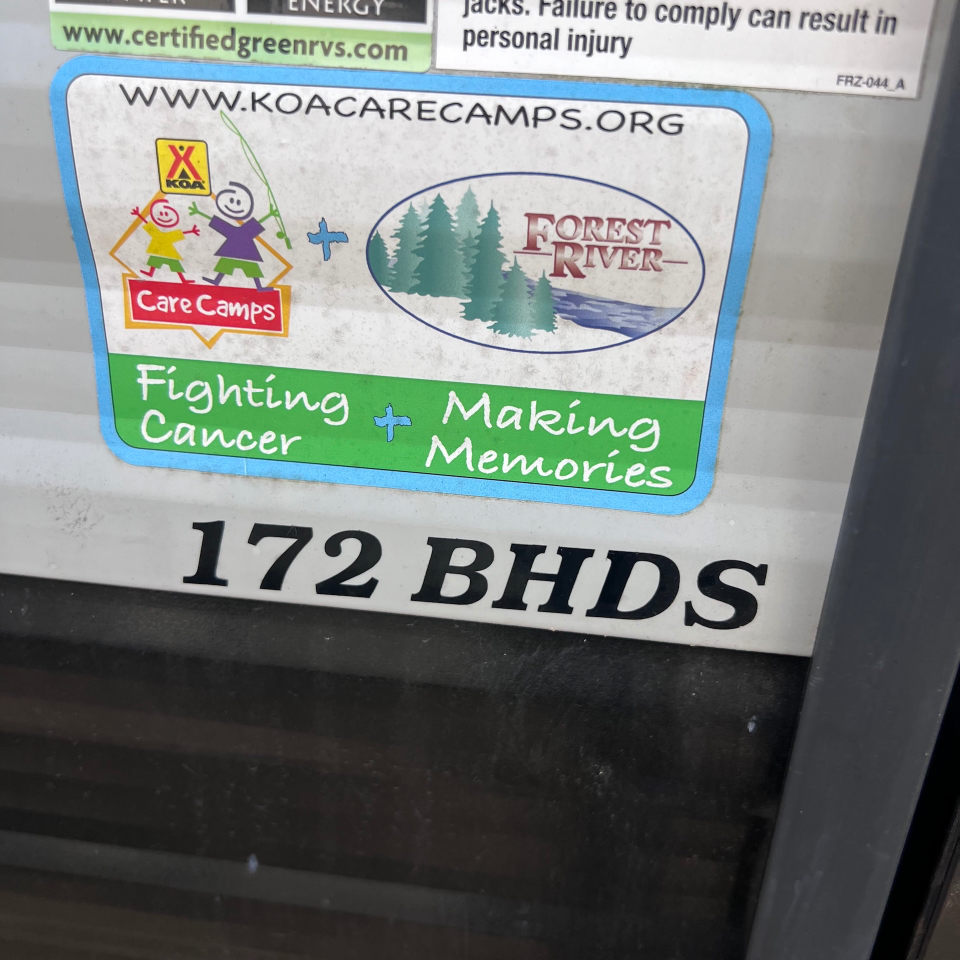 ENERGY
www.certifiedgreenrvs.com
jacks. Failure to comply can result in
personal injury
FRZ-044_A
WWW.KOACARECAMPS.ORG
KOA
Care Camps
+
FOREST
RIVER
Fighting
Cancer
+
Making
Memories
172 BHDS